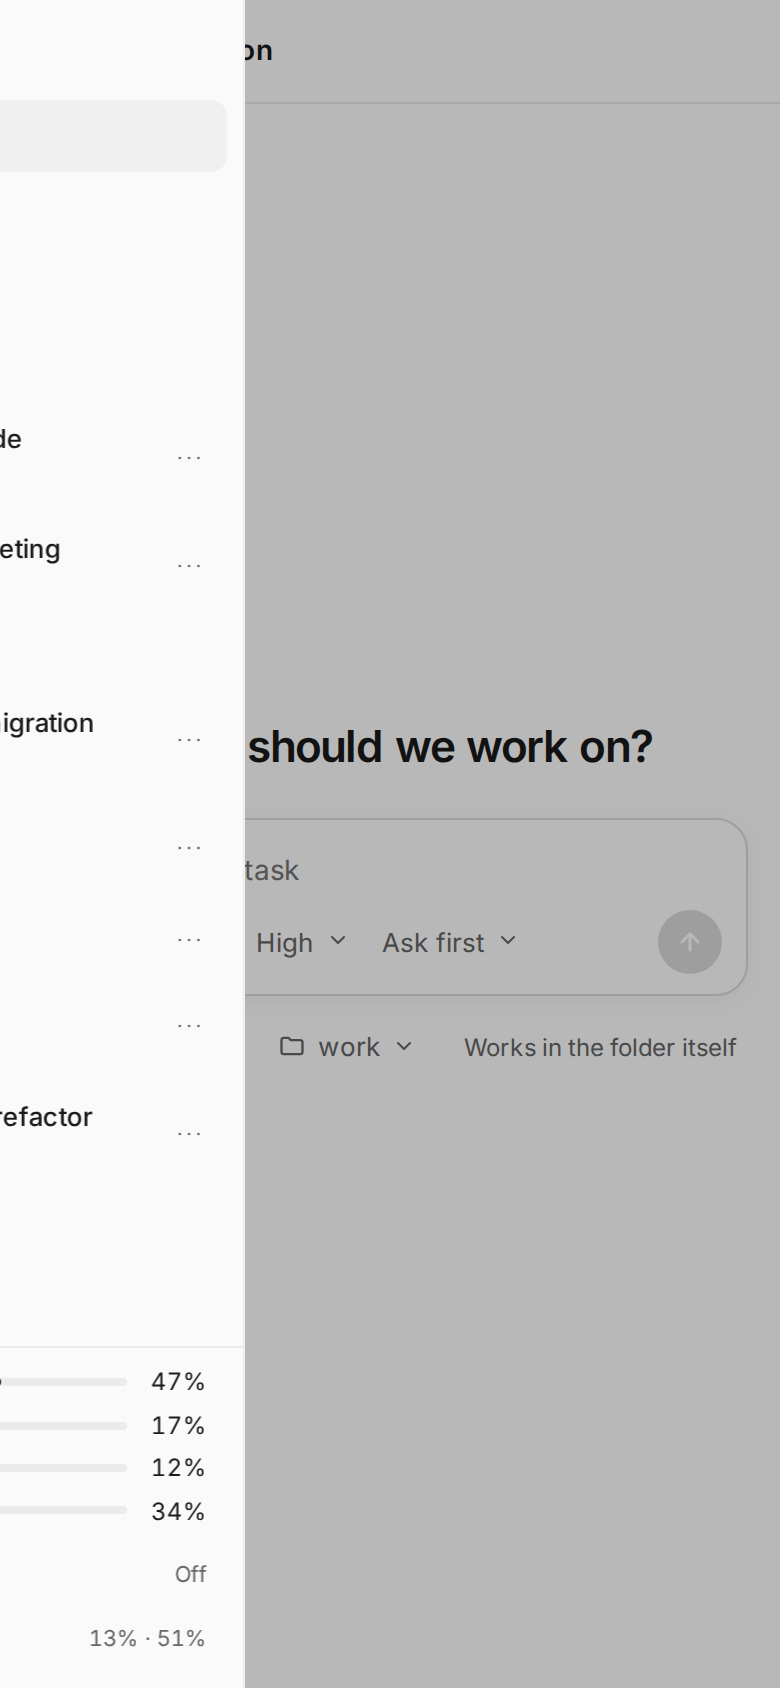 on
de
...
eting
...
igration
...
...
...
...
refactor
...
should we work on?
task
High
Ask first
work
Works in the folder itself
47%
17%
12%
34%
Off
13% · 51%